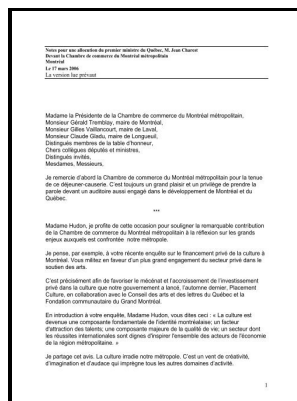 Notes pour une allocution du premier ministre du Québec, M. Jean Charest
Devant la Chambre de commerce du Montréal métropolitain
Montréal
Le 17 mars 2006
La version lue prévaut
Madame la Présidente de la Chambre de commerce du Montréal métropolitain,
Monsieur Gérald Tremblay, maire de Montréal,
Monsieur Gilles Vaillancourt, maire de Laval,
Monsieur Claude Gladu, maire de Longueuil,
Distingués membres de la table d'honneur,
Chers collègues députés et ministres,
Distingués invités,
Mesdames, Messieurs,
Je remercie d'abord la Chambre de commerce du Montréal métropolitain pour la tenue
de ce déjeuner-causerie. C'est toujours un grand plaisir et un privilège de prendre la
parole devant un auditoire aussi engagé dans le développement de Montréal et du
Québec.
***
Madame Hudon, je profite de cette occasion pour souligner la remarquable contribution
de la Chambre de commerce du Montréal métropolitain à la réflexion sur les grands
enjeux auxquels est confrontée notre métropole.
Je pense, par exemple, à votre récente enquête sur le financement privé de la culture à
Montréal. Vous militez en faveur d'un plus grand engagement du secteur privé dans le
soutien des arts.
C'est précisément afin de favoriser le mécénat et l'accroissement de l'investissement
privé dans la culture que notre gouvernement a lancé, l'automne dernier, Placement
Culture, en collaboration avec le Conseil des arts et des lettres du Québec et la
Fondation communautaire du Grand Montréal.
En introduction à votre enquête, Madame Hudon, vous dites ceci : « La culture est
devenue une composante fondamentale de l'identité montréalaise; un facteur
d'attraction des talents; une composante majeure de la qualité de vie; un secteur dont
les réussites internationales sont dignes d'inspirer l'ensemble des acteurs de l'économie
de la région métropolitaine. »
Je partage cet avis. La culture irradie notre métropole. C'est un vent de créativité,
d'imagination et d'audace qui imprègne tous les autres domaines d'activité.
1